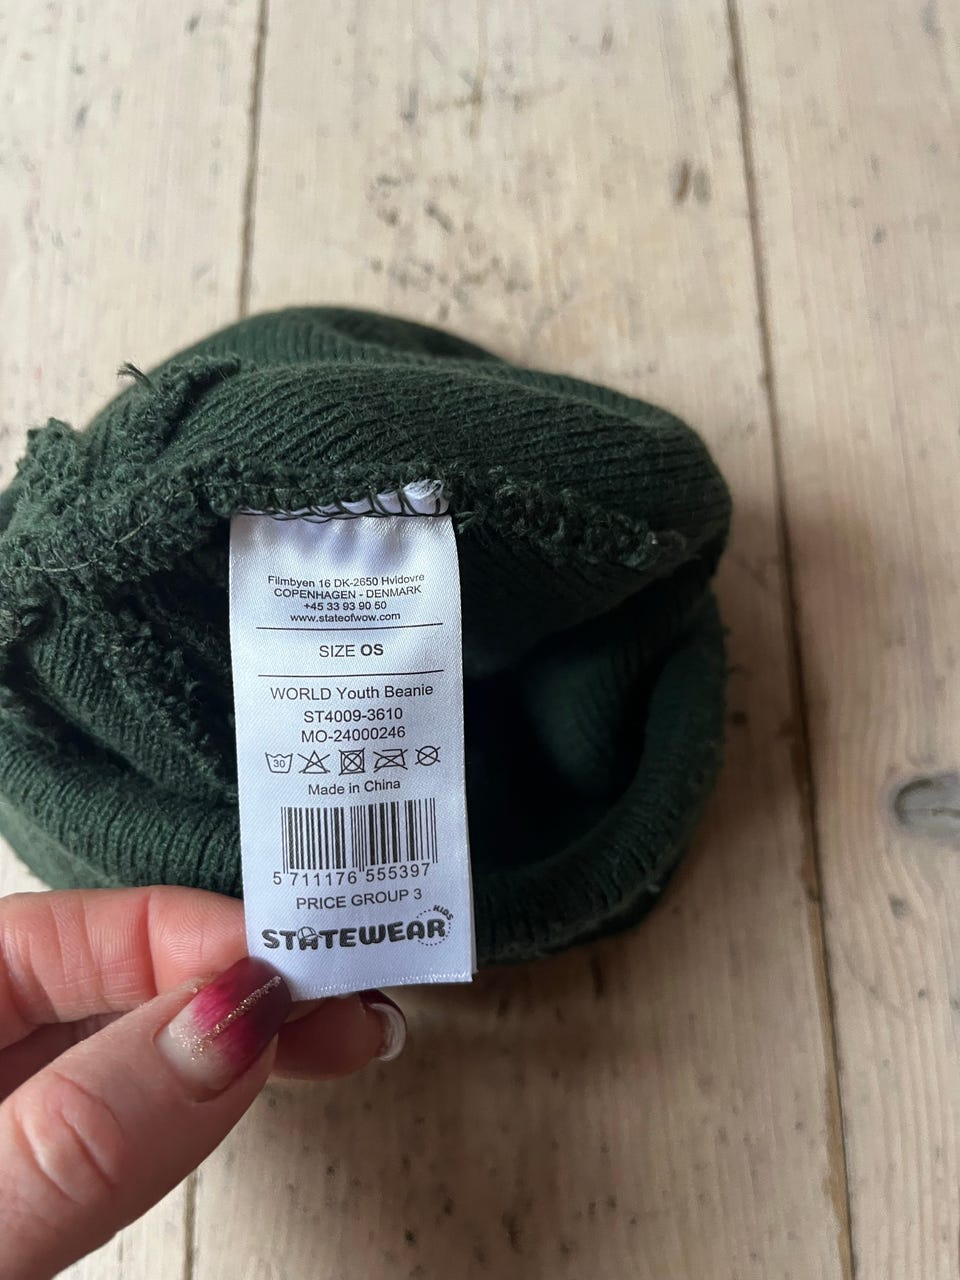 Filmbyen 16 DK-2650 Hvidovre
COPENHAGEN - DENMARK
+45 33 93 90 50
www.stateofwow.com
SIZE OS
WORLD Youth Beanie
ST4009-3610
MO-24000246
30
Made in China
5 711176 555397
PRICE GROUP 3
KIDS
STATEWEAR